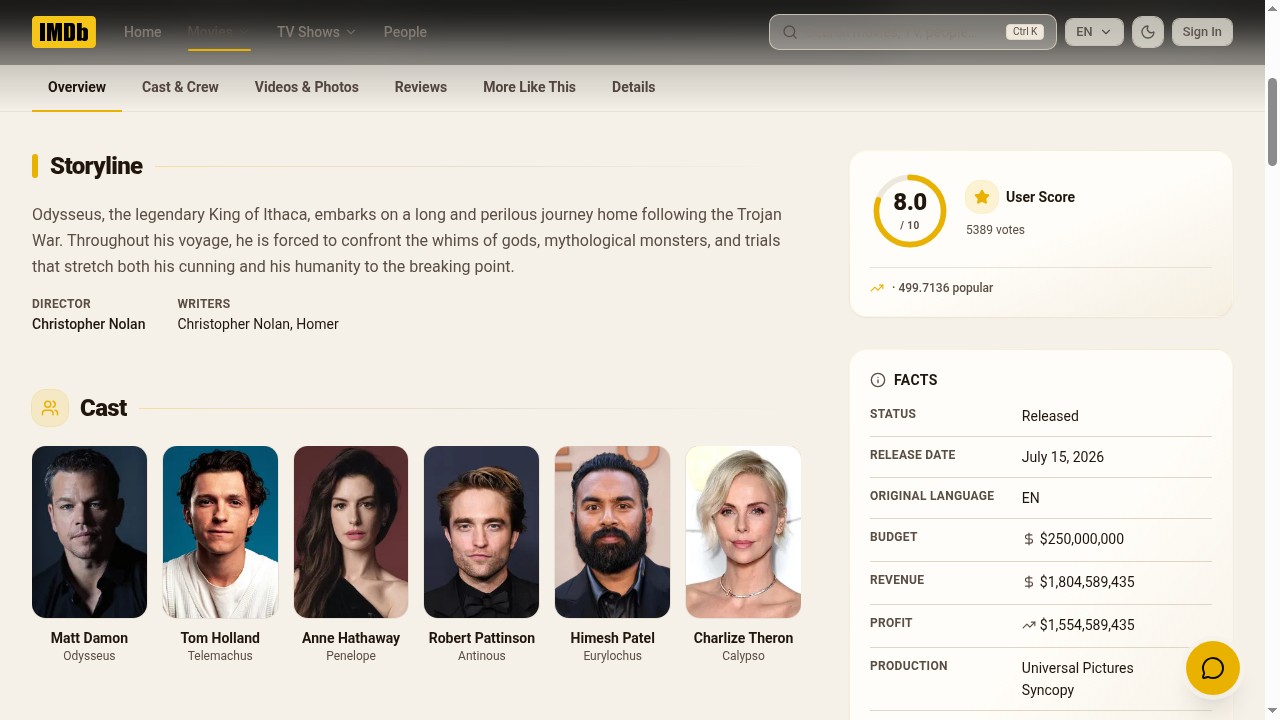 IMDb
Home
Movies
TV Shows
People
Ctrl K
EN
Sign In
Overview
Cast & Crew
Videos & Photos
Reviews
More Like This
Details
Storyline
Odysseus, the legendary King of Ithaca, embarks on a long and perilous journey home following the Trojan
War. Throughout his voyage, he is forced to confront the whims of gods, mythological monsters, and trials
that stretch both his cunning and his humanity to the breaking point.
DIRECTOR
Christopher Nolan
WRITERS
Christopher Nolan, Homer
Cast
Matt Damon
Odysseus
Tom Holland
Telemachus
Anne Hathaway
Penelope
Robert Pattinson
Antinous
Himesh Patel
Eurylochus
Charlize Theron
Calypso
8.0
/ 10
User Score
5389 votes
· 499.7136 popular
FACTS
STATUS
Released
RELEASE DATE
July 15, 2026
ORIGINAL LANGUAGE
EN
BUDGET
$ $250,000,000
REVENUE
$ $1,804,589,435
PROFIT
$1,554,589,435
PRODUCTION
Universal Pictures
Syncopy